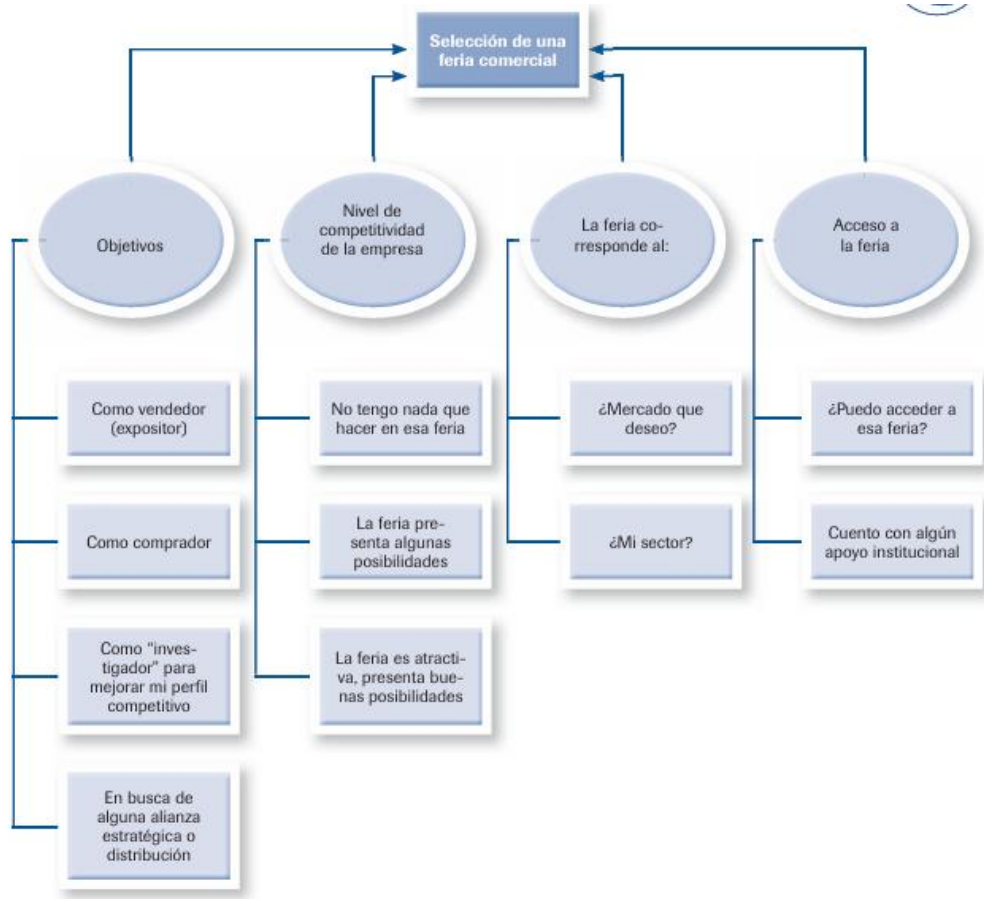 Selección de una
feria comercial
Objetivos
Nivel de
competitividad
de la empresa
La feria co-
rresponde al:
Acceso a
la feria
Como vendedor
(expositor)
No tengo nada que
hacer en esa feria
¿Mercado que
deseo?
¿Puedo acceder a
esa feria?
Como comprador
La feria pre-
senta algunas
posibilidades
¿Mi sector?
Cuento con algún
apoyo institucional
Como "inves-
tigador" para
mejorar mi perfil
competitivo
La feria es atracti-
va, presenta bue-
nas posibilidades
En busca de
alguna alianza
estratégica o
distribución